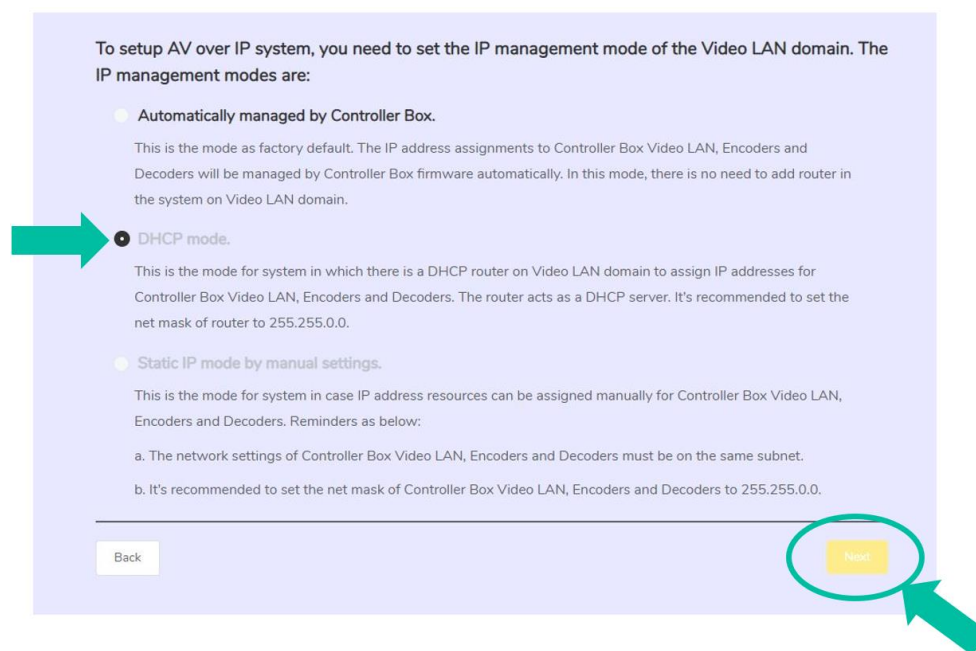 To setup AV over IP system, you need to set the IP management mode of the Video LAN domain. The
IP management modes are:
Automatically managed by Controller Box.
This is the mode as factory default. The IP address assignments to Controller Box Video LAN, Encoders and
Decoders will be managed by Controller Box firmware automatically. In this mode, there is no need to add router in
the system on Video LAN domain.
DHCP mode.
This is the mode for system in which there is a DHCP router on Video LAN domain to assign IP addresses for
Controller Box Video LAN, Encoders and Decoders. The router acts as a DHCP server. It's recommended to set the
net mask of router to 255.255.0.0.
Static IP mode by manual settings.
This is the mode for system in case IP address resources can be assigned manually for Controller Box Video LAN,
Encoders and Decoders. Reminders as below:
a. The network settings of Controller Box Video LAN, Encoders and Decoders must be on the same subnet.
b. It's recommended to set the net mask of Controller Box Video LAN, Encoders and Decoders to 255.255.0.0.
Back
Next